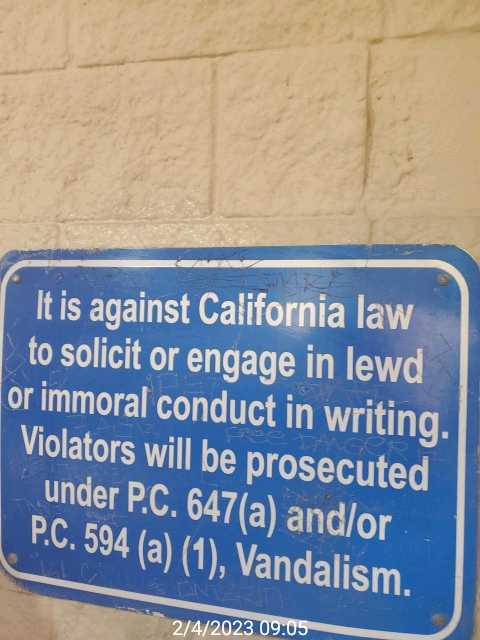 It is against California law
to solicit or engage in lewd
or immoral conduct in writing.
Violators will be prosecuted
under P.C. 647(a) and/or
P.C. 594 (a) (1), Vandalism.
2/4/2023 09:05